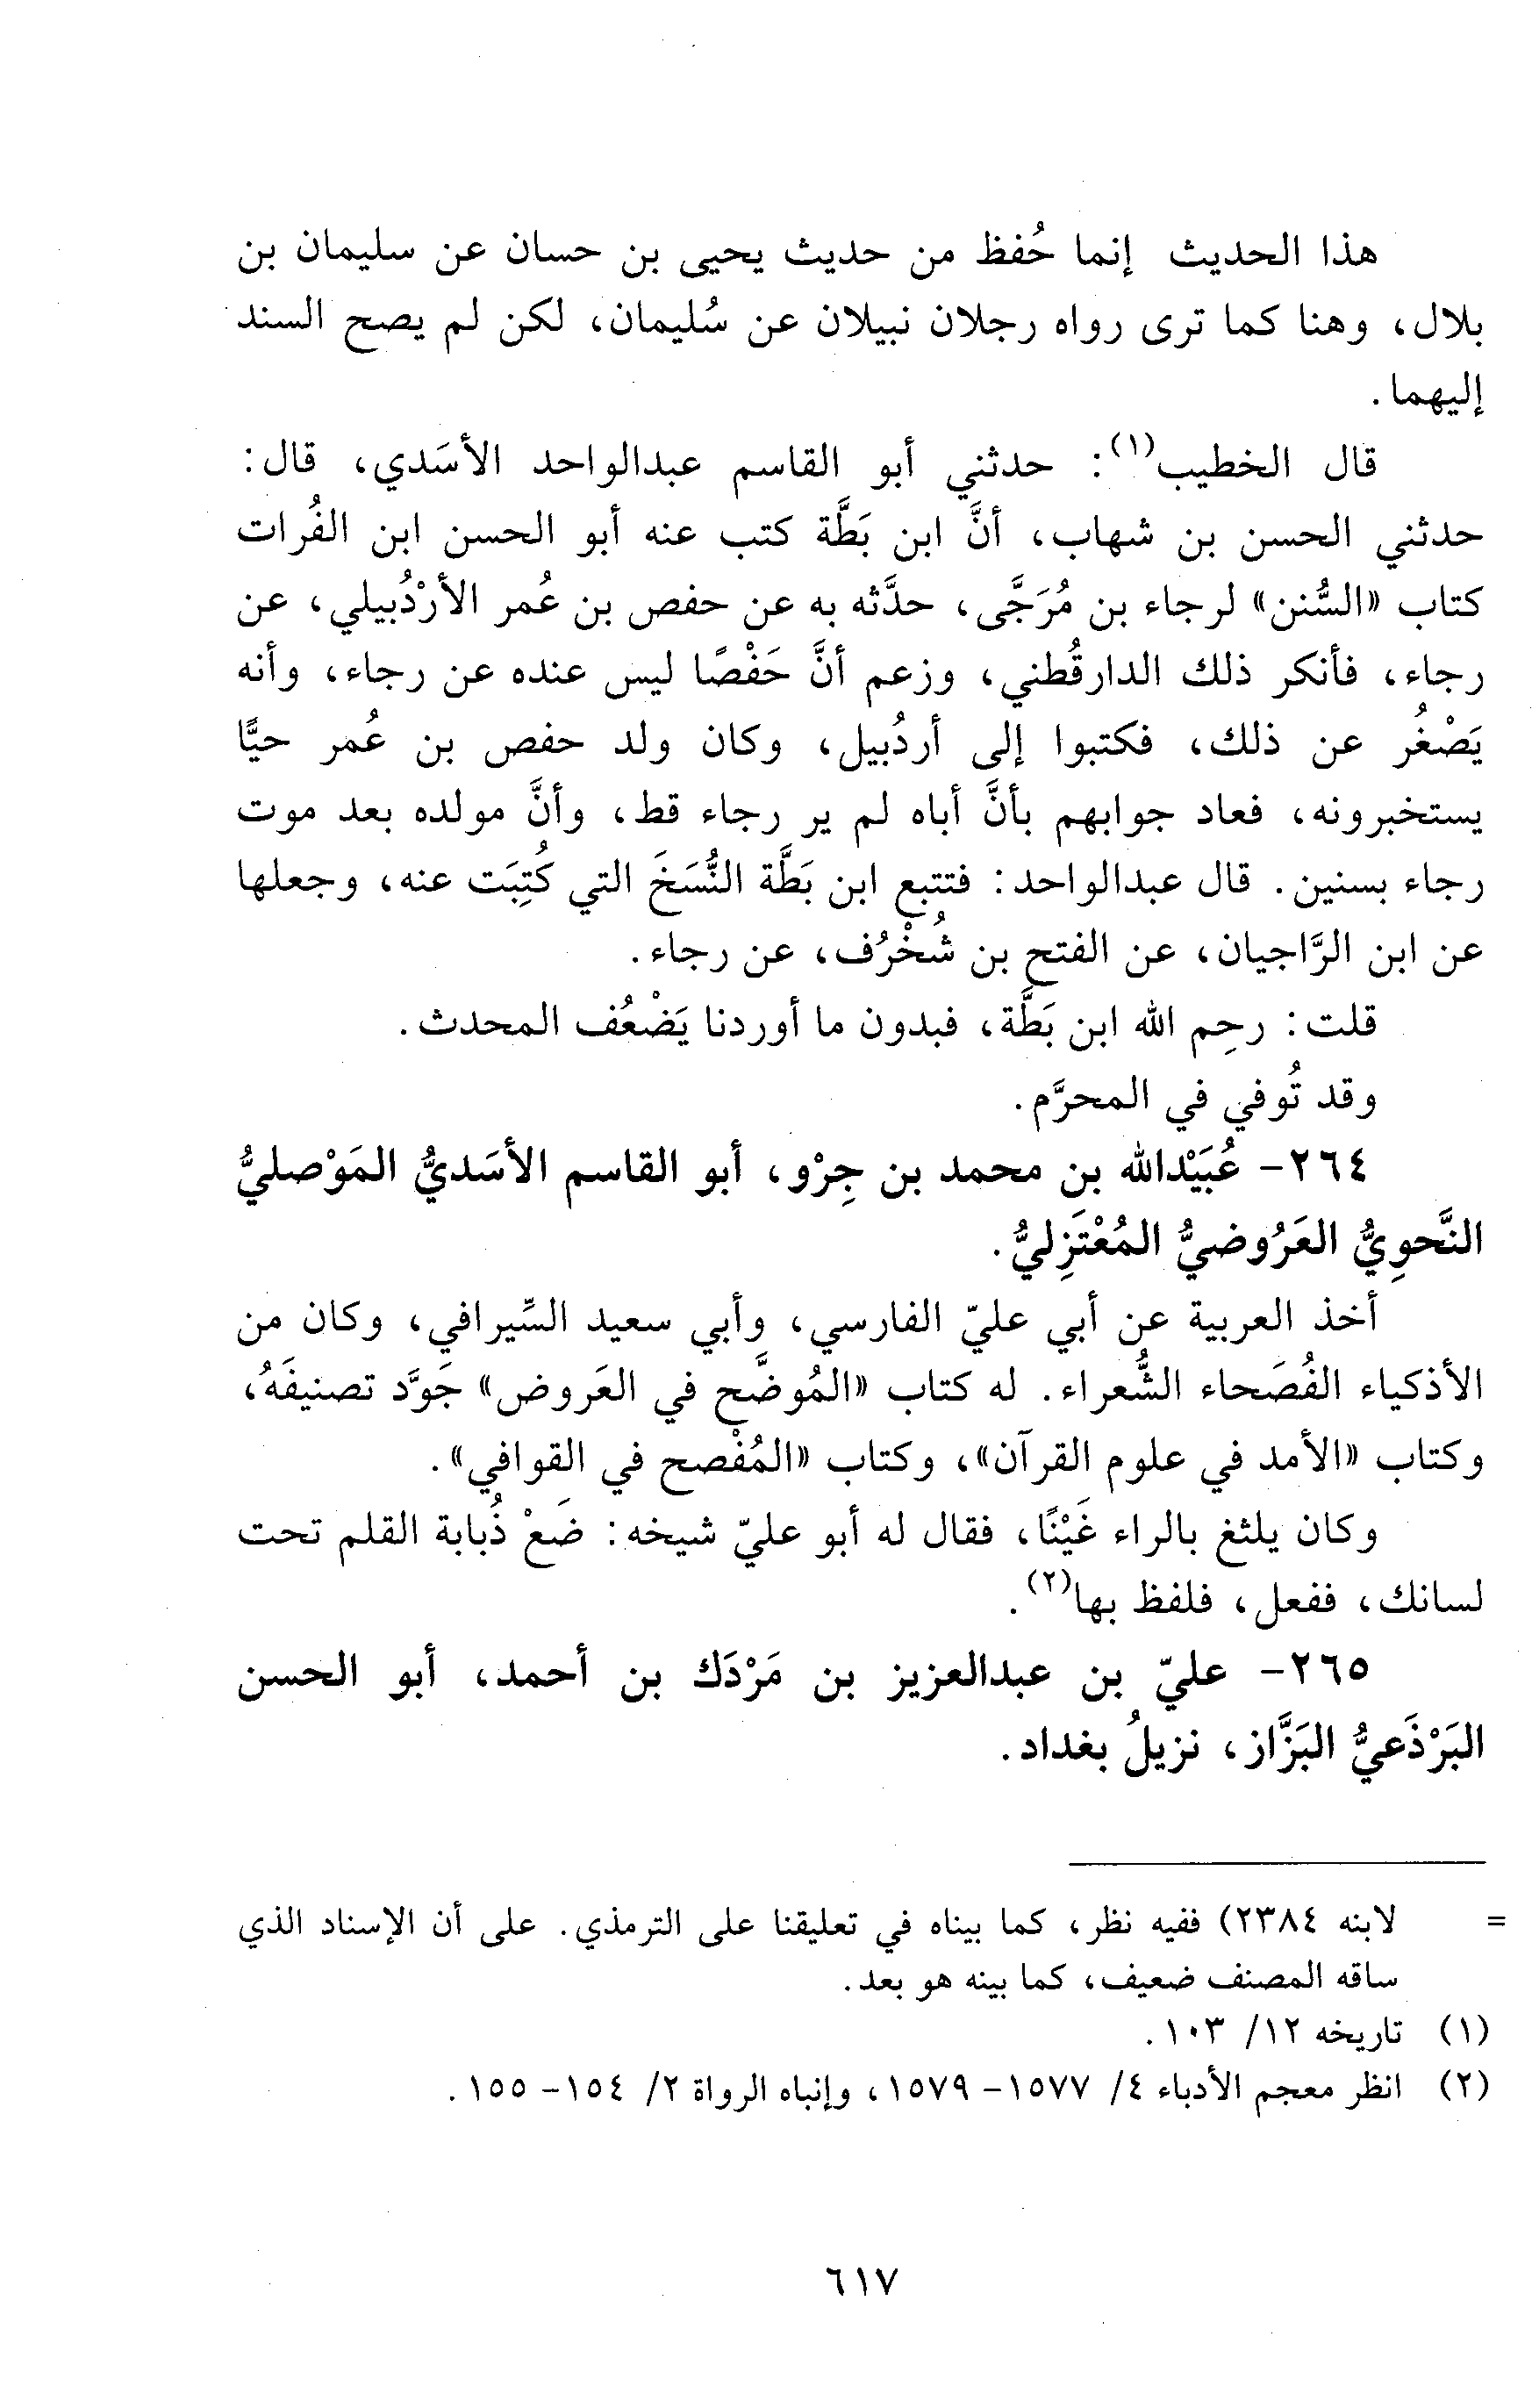 هذا الحديث إنما حُفظ من حديث يحيى بن حسان عن سليمان بن
بلال، وهنا كما ترى رواه رجلان نبيلان عن سُليمان، لكن لم يصح السند
إليهما.
قال الخطيب(١): حدثني أبو القاسم عبدالواحد الأسَدي، قال:
حدثني الحسن بن شهاب، أنَّ ابن بَطَّة كتب عنه أبو الحسن ابن الفُرات
كتاب «السُّنن» لرجاء بن مُرَجَّى، حدَّثه به عن حفص بن عُمر الأرْدُبيلي، عن
رجاء، فأنكر ذلك الدارقُطني، وزعم أنَّ حَفْصًا ليس عنده عن رجاء، وأنه
يَصْغُر عن ذلك، فكتبوا إلى أردُبيل، وكان ولد حفص بن عُمر حيًّا
يستخبرونه، فعاد جوابهم بأنَّ أباه لم ير رجاء قط، وأنَّ مولده بعد موت
رجاء بسنين. قال عبدالواحد: فتتبع ابن بَطَّة النُّسَخَ التي كُتِبَت عنه، وجعلها
عن ابن الرَّاجيان، عن الفتح بن شُخْرُف، عن رجاء.
قلت: رحِم الله ابن بَطَّة، فبدون ما أوردنا يَضْعُف المحدث.
وقد تُوفي في المحرَّم.
٢٦٤- عُبَيْدالله بن محمد بن جِرْو، أبو القاسم الأسَديُّ المَوْصليُّ
النَّحوِيُّ العَرُوضيُّ المُعْتَزِليُّ.
أخذ العربية عن أبي عليّ الفارسي، وأبي سعيد السِّيرافي، وكان من
الأذكياء الفُصَحاء الشُّعراء. له كتاب «المُوضَّح في العَروض» جَوَّد تصنيفَهُ،
وكتاب «الأمد في علوم القرآن»، وكتاب «المُفْصح في القوافي».
وكان يلثغ بالراء غَيْنًا، فقال له أبو عليّ شيخه: ضَعْ ذُبابة القلم تحت
لسانك، ففعل، فلفظ بها(٢).
٢٦٥- عليّ بن عبدالعزيز بن مَرْدَك بن أحمد، أبو الحسن
البَرْذَعيُّ البَزَّاز، نزيلُ بغداد.
= لابنه ٢٣٨٤) ففيه نظر، كما بيناه في تعليقنا على الترمذي. على أن الإسناد الذي
ساقه المصنف ضعيف، كما بينه هو بعد.
(١) تاريخه ١٢/ ١٠٣.
(٢) انظر معجم الأدباء ٤/ ١٥٧٧- ١٥٧٩، وإنباه الرواة ٢/ ١٥٤- ١٥٥.
٦١٧